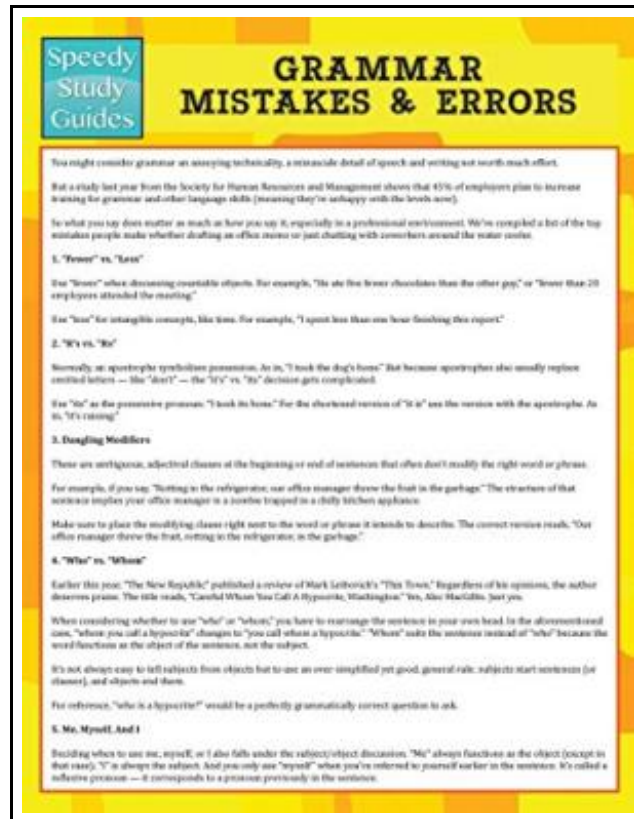 Speedy
Study
Guides
GRAMMAR
MISTAKES & ERRORS
You might consider grammar an annoying technicality, a minuscule detail of speech and writing not worth much effort.
But a study last year from the Society for Human Resources and Management shows that 45% of employers plan to increase
training for grammar and other language skills (meaning they're unhappy with the levels now).
So what you say does matter as much as how you say it, especially in a professional environment. We've compiled a list of the top
mistakes people make whether drafting an office memo or just chatting with coworkers around the water cooler.
1. "Fewer" vs. "Less"
Use "fewer" when discussing countable objects. For example, "He ate five fewer chocolates than the other guy," or "fewer than 20
employees attended the meeting."
Use "less" for intangible concepts, like time. For example, "I spent less than one hour finishing this report."
2. "It's vs. "Its"
Normally, an apostrophe symbolizes possession. As in, "I took the dog's bone." But because apostrophes also usually replace
omitted letters — like "don't" — the "it's" vs. "its" decision gets complicated.
Use "its" as the possessive pronoun. "I took its bone." For the shortened version of "it is" use the version with the apostrophe. As
in, "it's raining."
3. Dangling Modifiers
These are ambiguous, adjectival clauses at the beginning or end of sentences that often don't modify the right word or phrase.
For example, if you say, "Rotting in the refrigerator, our office manager threw the fruit in the garbage." The structure of that
sentence implies your office manager is a zombie trapped in a chilly kitchen appliance.
Make sure to place the modifying clause right next to the word or phrase it intends to describe. The correct version reads, "Our
office manager threw the fruit, rotting in the refrigerator, in the garbage."
4. "Who" vs. "Whom"
Earlier this year, "The New Republic" published a review of Mark Leibovich's "This Town." Regardless of his opinions, the author
deserves praise. The title reads, "Careful Whom You Call A Hypocrite, Washington." Yes, Alec MacGillis. Just yes.
When considering whether to use "who" or "whom," you have to rearrange the sentence in your own head. In the aforementioned
case, "whom you call a hypocrite" changes to "you call whom a hypocrite." "Whom" suits the sentence instead of "who" because the
word functions as the object of the sentence, not the subject.
It's not always easy to tell subjects from objects but to use an over-simplified yet good, general rule: subjects start sentences (or
clauses), and objects end them.
For reference, "who is a hypocrite?" would be a perfectly grammatically correct question to ask.
5. Me, Myself, And I
Deciding when to use me, myself, or I also falls under the subject/object discussion. "Me" always functions as the object (except in
that case); "I" is always the subject. And you only use "myself" when you've referred to yourself earlier in the sentence. It's called a
reflexive pronoun — it corresponds to a pronoun previously in the sentence.